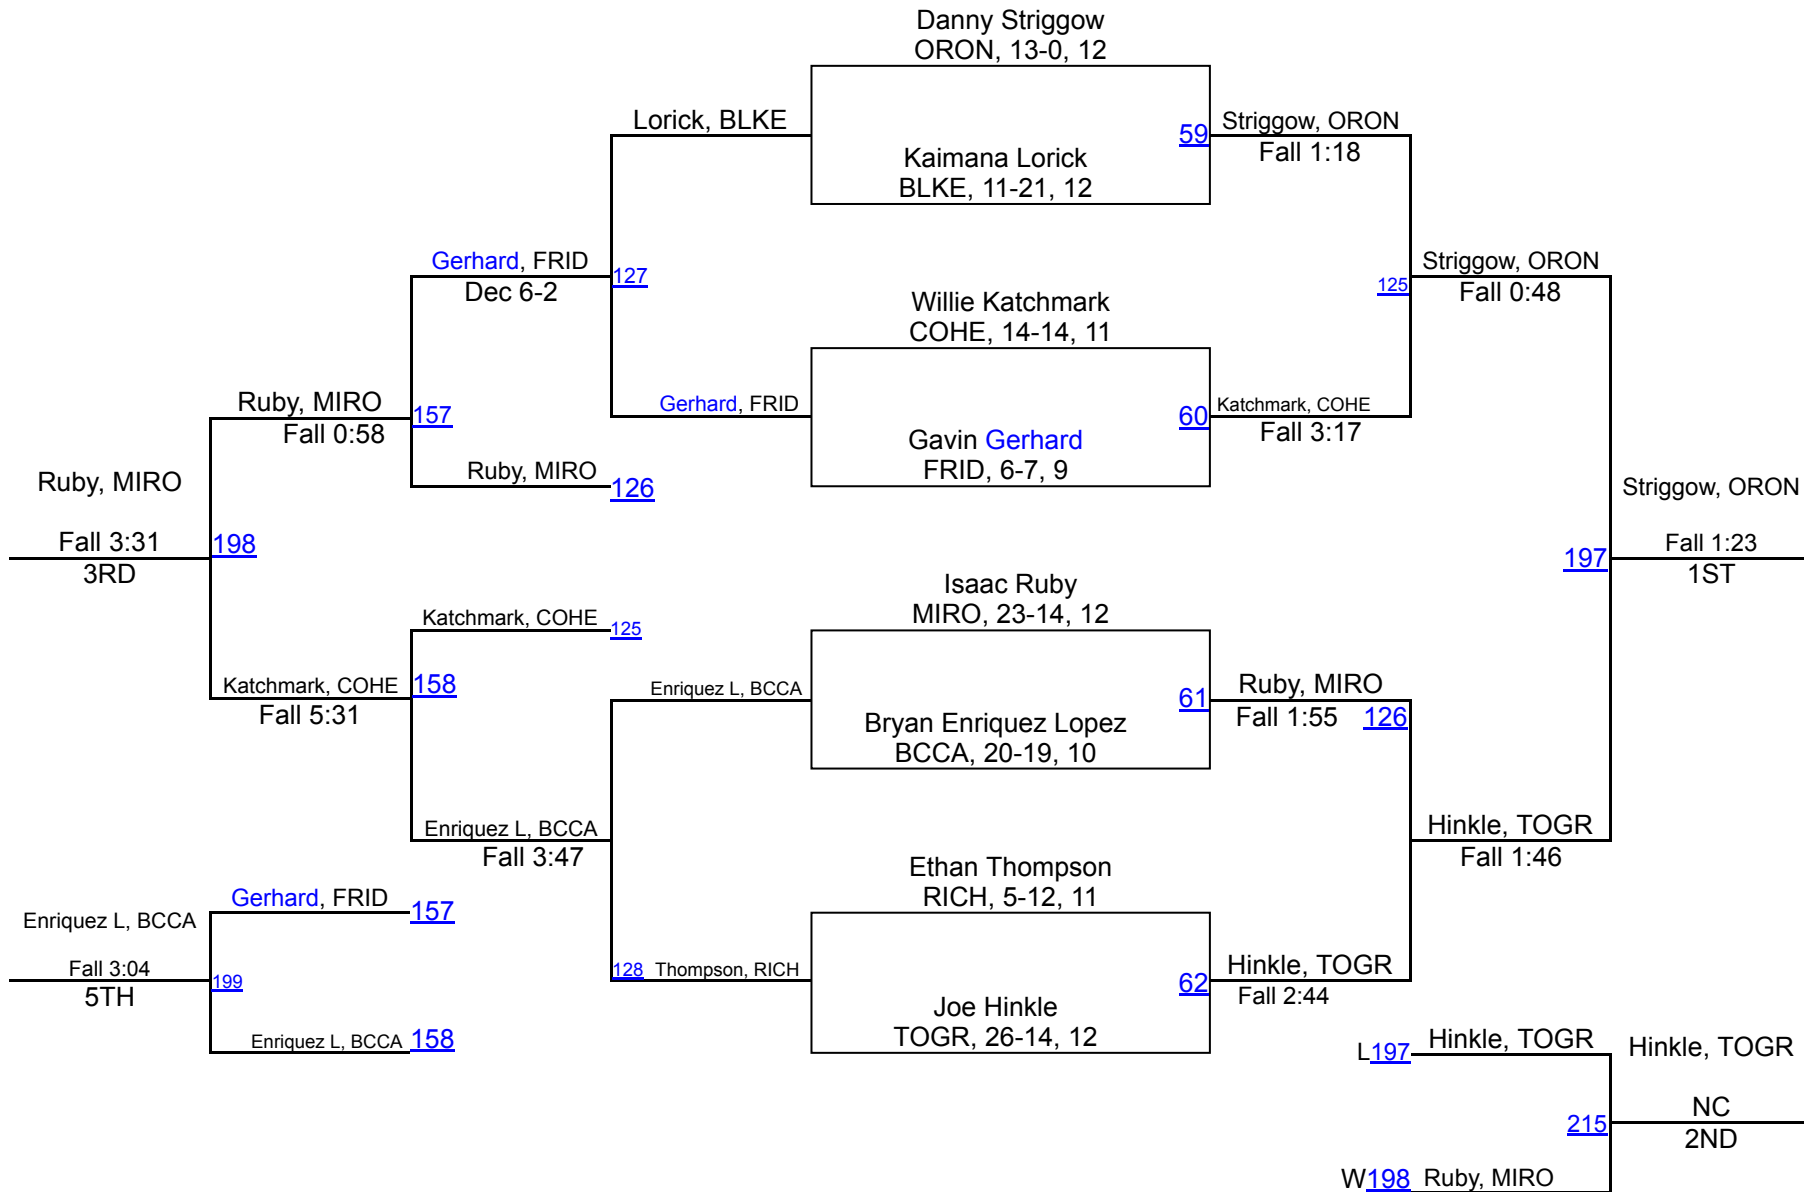 Danny Striggow
ORON, 13-0, 12
Lorick, BLKE
59
Striggow, ORON
Fall 1:18
Kaimana Lorick
BLKE, 11-21, 12
Gerhard, FRID
Dec 6-2
127
Striggow, ORON
Fall 0:48
125
Willie Katchmark
COHE, 14-14, 11
Ruby, MIRO
Fall 0:58
157
Gerhard, FRID
60
Katchmark, COHE
Fall 3:17
Gavin Gerhard
FRID, 6-7, 9
Ruby, MIRO
126
Ruby, MIRO
Fall 3:31
3RD
198
Striggow, ORON
Fall 1:23
1ST
197
Isaac Ruby
MIRO, 23-14, 12
Katchmark, COHE
125
Katchmark, COHE
Fall 5:31
158
Enriquez L, BCCA
61
Ruby, MIRO
Fall 1:55
126
Bryan Enriquez Lopez
BCCA, 20-19, 10
Enriquez L, BCCA
Fall 3:47
Hinkle, TOGR
Fall 1:46
Ethan Thompson
RICH, 5-12, 11
Gerhard, FRID
157
Enriquez L, BCCA
Fall 3:04
5TH
199
128
Thompson, RICH
62
Hinkle, TOGR
Fall 2:44
Joe Hinkle
TOGR, 26-14, 12
Enriquez L, BCCA
158
L197
Hinkle, TOGR
Hinkle, TOGR
NC
2ND
215
W198
Ruby, MIRO